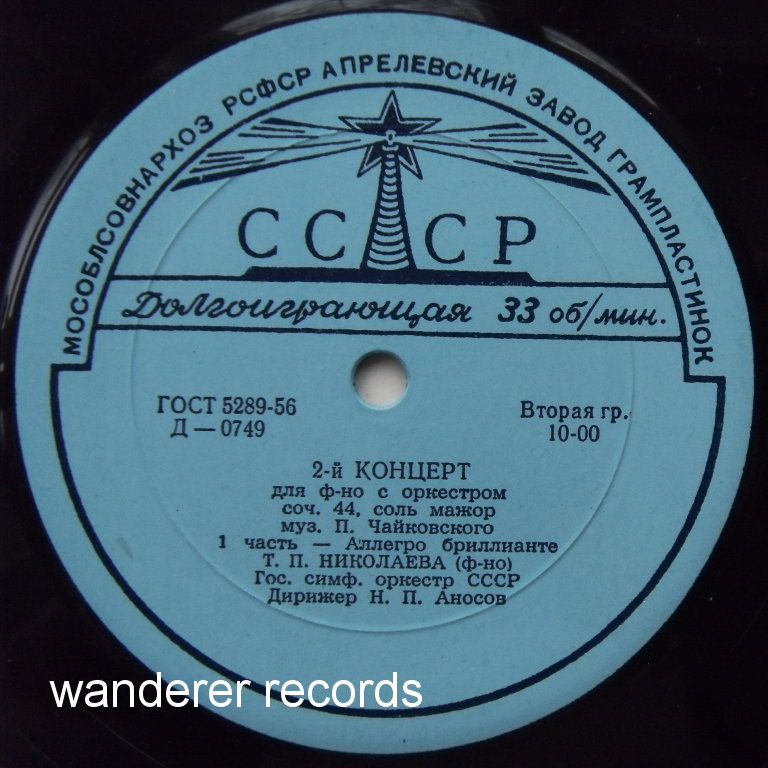 МОСОБЛСОВНАРХОЗ РСФСР АПРЕЛЕВСКИЙ ЗАВОД ГРАМПЛАСТИНОК
СССР
Долгоиграющая 33 об/мин.
ГОСТ 5289-56
Д — 0749
Вторая гр.
10-00
2-й КОНЦЕРТ
для ф-но с оркестром
соч. 44, соль мажор
муз. П. Чайковского
1 часть — Аллегро бриллианте
Т. П. НИКОЛАЕВА (ф-но)
Гос. симф. оркестр СССР
Дирижер Н. П. Аносов
wanderer records